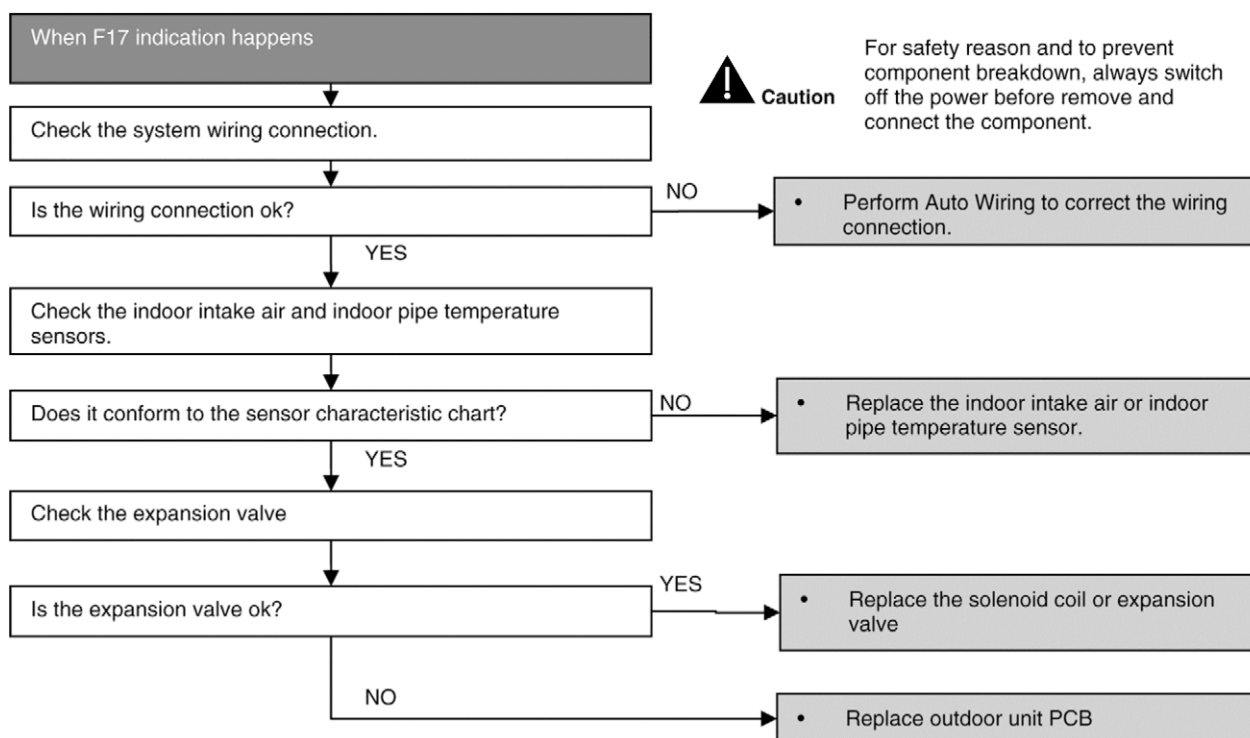 When F17 indication happens
For safety reason and to prevent
component breakdown, always switch
off the power before remove and
connect the component.
Caution
Check the system wiring connection.
Is the wiring connection ok?
NO
• Perform Auto Wiring to correct the wiring
connection.
YES
Check the indoor intake air and indoor pipe temperature
sensors.
Does it conform to the sensor characteristic chart?
NO
• Replace the indoor intake air or indoor
pipe temperature sensor.
YES
Check the expansion valve
Is the expansion valve ok?
YES
• Replace the solenoid coil or expansion
valve
NO
• Replace outdoor unit PCB